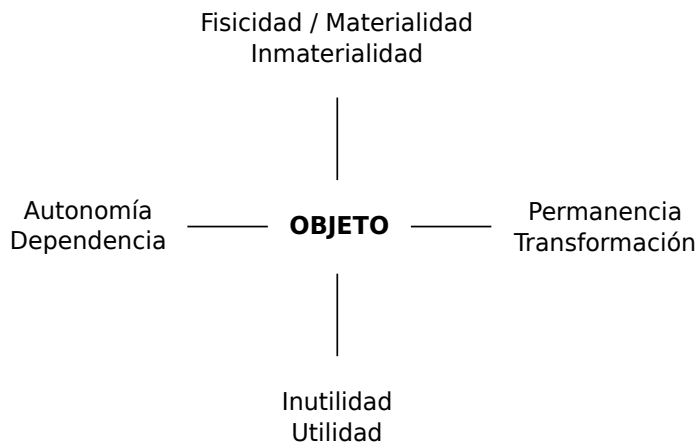 Fisicidad / Materialidad
Inmaterialidad
Autonomía
Dependencia
OBJETO
Permanencia
Transformación
Inutilidad
Utilidad